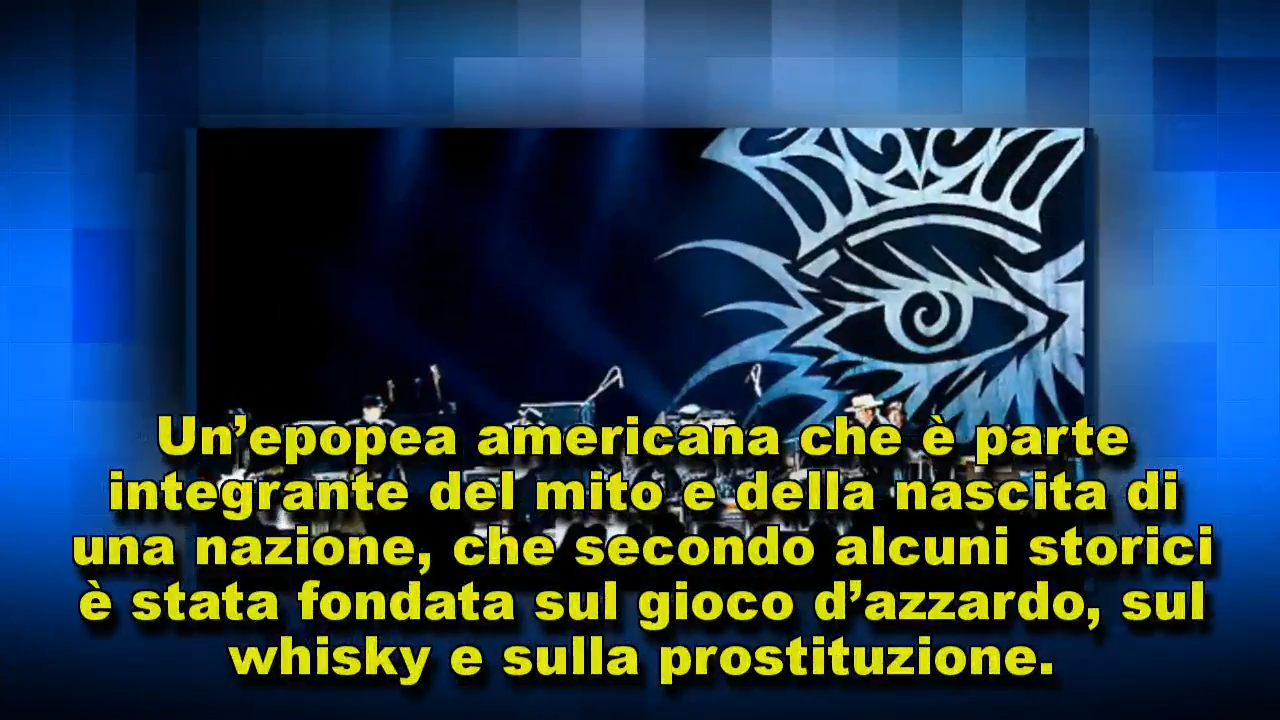 Un’epopea americana che è parte
integrante del mito e della nascita di
una nazione, che secondo alcuni storici
è stata fondata sul gioco d’azzardo, sul
whisky e sulla prostituzione.